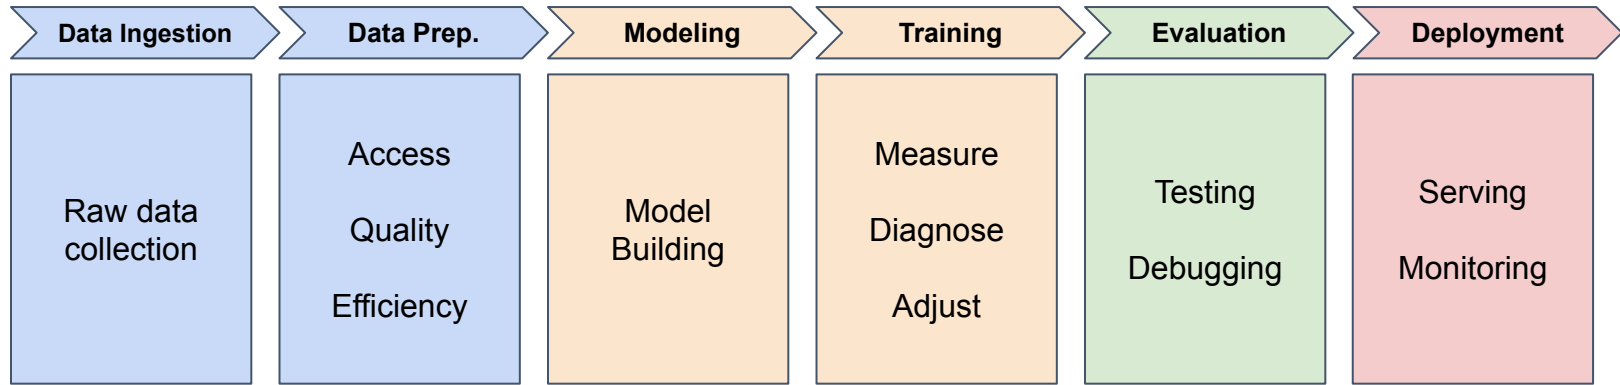 Data Ingestion
Data Prep.
Modeling
Training
Evaluation
Deployment
Raw data
collection
Access
Quality
Efficiency
Model
Building
Measure
Diagnose
Adjust
Testing
Debugging
Serving
Monitoring